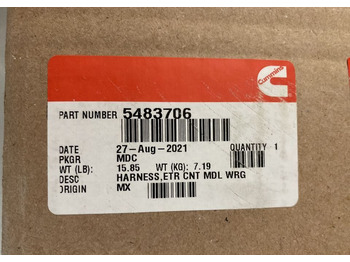 Cummins
PART NUMBER 5483706
DATE 27-Aug-2021 QUANTITY 1
PKGR MDC
WT (LB): 15.85 WT (KG): 7.19
DESC HARNESS,ETR CNT MDL WRG
ORIGIN MX